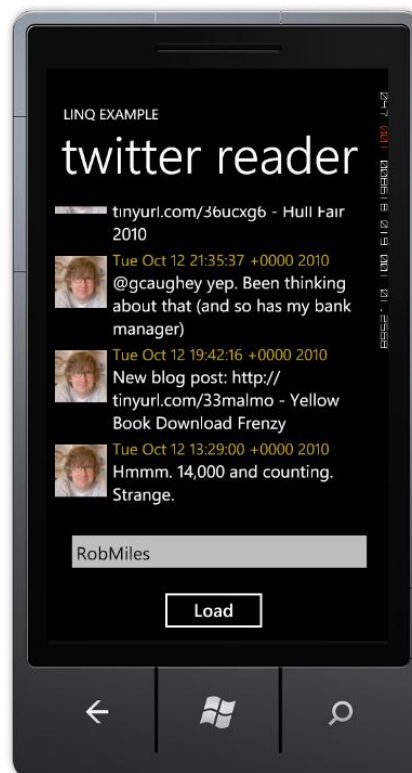 LINQ EXAMPLE
twitter reader
tinyurl.com/36ucxg6 - Hull Fair
2010
Tue Oct 12 21:35:37 +0000 2010
@gcaughey yep. Been thinking
about that (and so has my bank
manager)
Tue Oct 12 19:42:16 +0000 2010
New blog post: http://
tinyurl.com/33malmo - Yellow
Book Download Frenzy
Tue Oct 12 13:29:00 +0000 2010
Hmmm. 14,000 and counting.
Strange.
RobMiles
Load